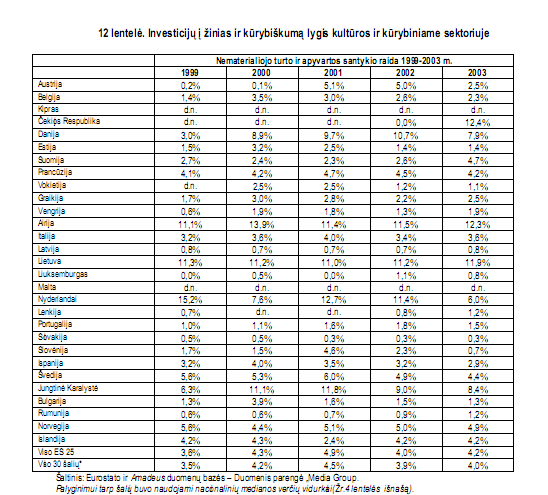 12 lentelė. Investicijų į žinias ir kūrybiškumą lygis kultūros ir kūrybiniame sektoriuje
Nematerialiojo turto ir apyvartos santykio raida 1999-2003 m.
1999 2000 2001 2002 2003
Austrija 0,2% 0,1% 5,1% 5,0% 2,5%
Belgija 1,4% 3,5% 3,0% 2,6% 2,3%
Kipras d.n. d.n. d.n. d.n. d.n.
Čekijos Respublika d.n. d.n. d.n. 0,0% 12,4%
Danija 3,0% 8,9% 9,7% 10,7% 7,9%
Estija 1,5% 3,2% 2,5% 1,4% 1,4%
Suomija 2,7% 2,4% 2,3% 2,6% 4,7%
Prancūzija 4,1% 4,2% 4,7% 4,5% 4,2%
Vokietija d.n. 2,5% 2,5% 1,2% 1,1%
Graikija 1,7% 3,0% 2,8% 2,2% 2,5%
Vengrija 0,6% 1,9% 1,8% 1,3% 1,9%
Airija 11,1% 13,9% 11,4% 11,5% 12,3%
Italija 3,2% 3,6% 4,0% 3,4% 3,6%
Latvija 0,8% 0,7% 0,7% 0,7% 0,8%
Lietuva 11,3% 11,2% 11,0% 11,2% 11,9%
Liuksemburgas 0,0% 0,5% 0,0% 1,1% 0,8%
Malta d.n. d.n. d.n. d.n. d.n.
Nyderlandai 15,2% 7,6% 12,7% 11,4% 6,0%
Lenkija 0,7% d.n. d.n. 0,8% 1,2%
Portugalija 1,0% 1,1% 1,6% 1,8% 1,5%
Slovakija 0,5% 0,5% 0,3% 0,3% 0,3%
Slovėnija 1,7% 1,5% 4,6% 2,3% 0,7%
Ispanija 3,2% 4,0% 3,5% 3,2% 2,9%
Švedija 5,6% 5,3% 6,0% 4,9% 4,4%
Jungtinė Karalystė 6,3% 11,1% 11,8% 9,0% 8,4%
Bulgarija 1,3% 3,9% 1,6% 1,5% 1,3%
Rumunija 0,6% 0,6% 0,7% 0,9% 1,2%
Norvegija 5,6% 4,4% 5,1% 5,0% 4,9%
Islandija 4,2% 4,3% 2,4% 4,2% 4,2%
Viso ES 25 3,6% 4,3% 4,9% 4,0% 4,2%
Viso 30 šalių* 3,5% 4,2% 4,5% 3,9% 4,0%
Šaltinis: Eurostato ir Amadeus duomenų bazės – Duomenis parengė „Media Group.
Palyginimui tarp šalių buvo naudojami nacionalinių medianos verčių vidurkiai (Žr. 4 lentelės išnašą).